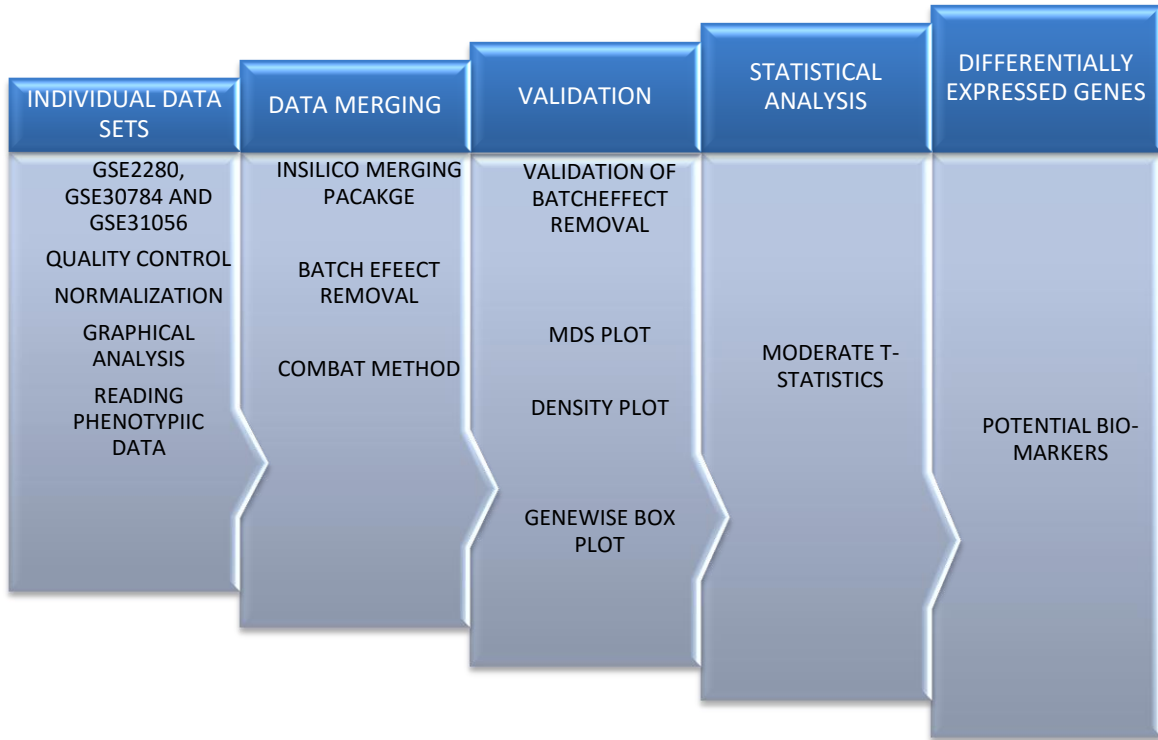 INDIVIDUAL DATA
SETS
GSE2280,
GSE30784 AND
GSE31056
QUALITY CONTROL
NORMALIZATION
GRAPHICAL
ANALYSIS
READING
PHENOTYPIIC
DATA
DATA MERGING
INSILICO MERGING
PACAKGE
BATCH EFEECT
REMOVAL
COMBAT METHOD
VALIDATION
VALIDATION OF
BATCHEFFECT
REMOVAL
MDS PLOT
DENSITY PLOT
GENEWISE BOX
PLOT
STATISTICAL
ANALYSIS
MODERATE T-
STATISTICS
DIFFERENTIALLY
EXPRESSED GENES
POTENTIAL BIO-
MARKERS